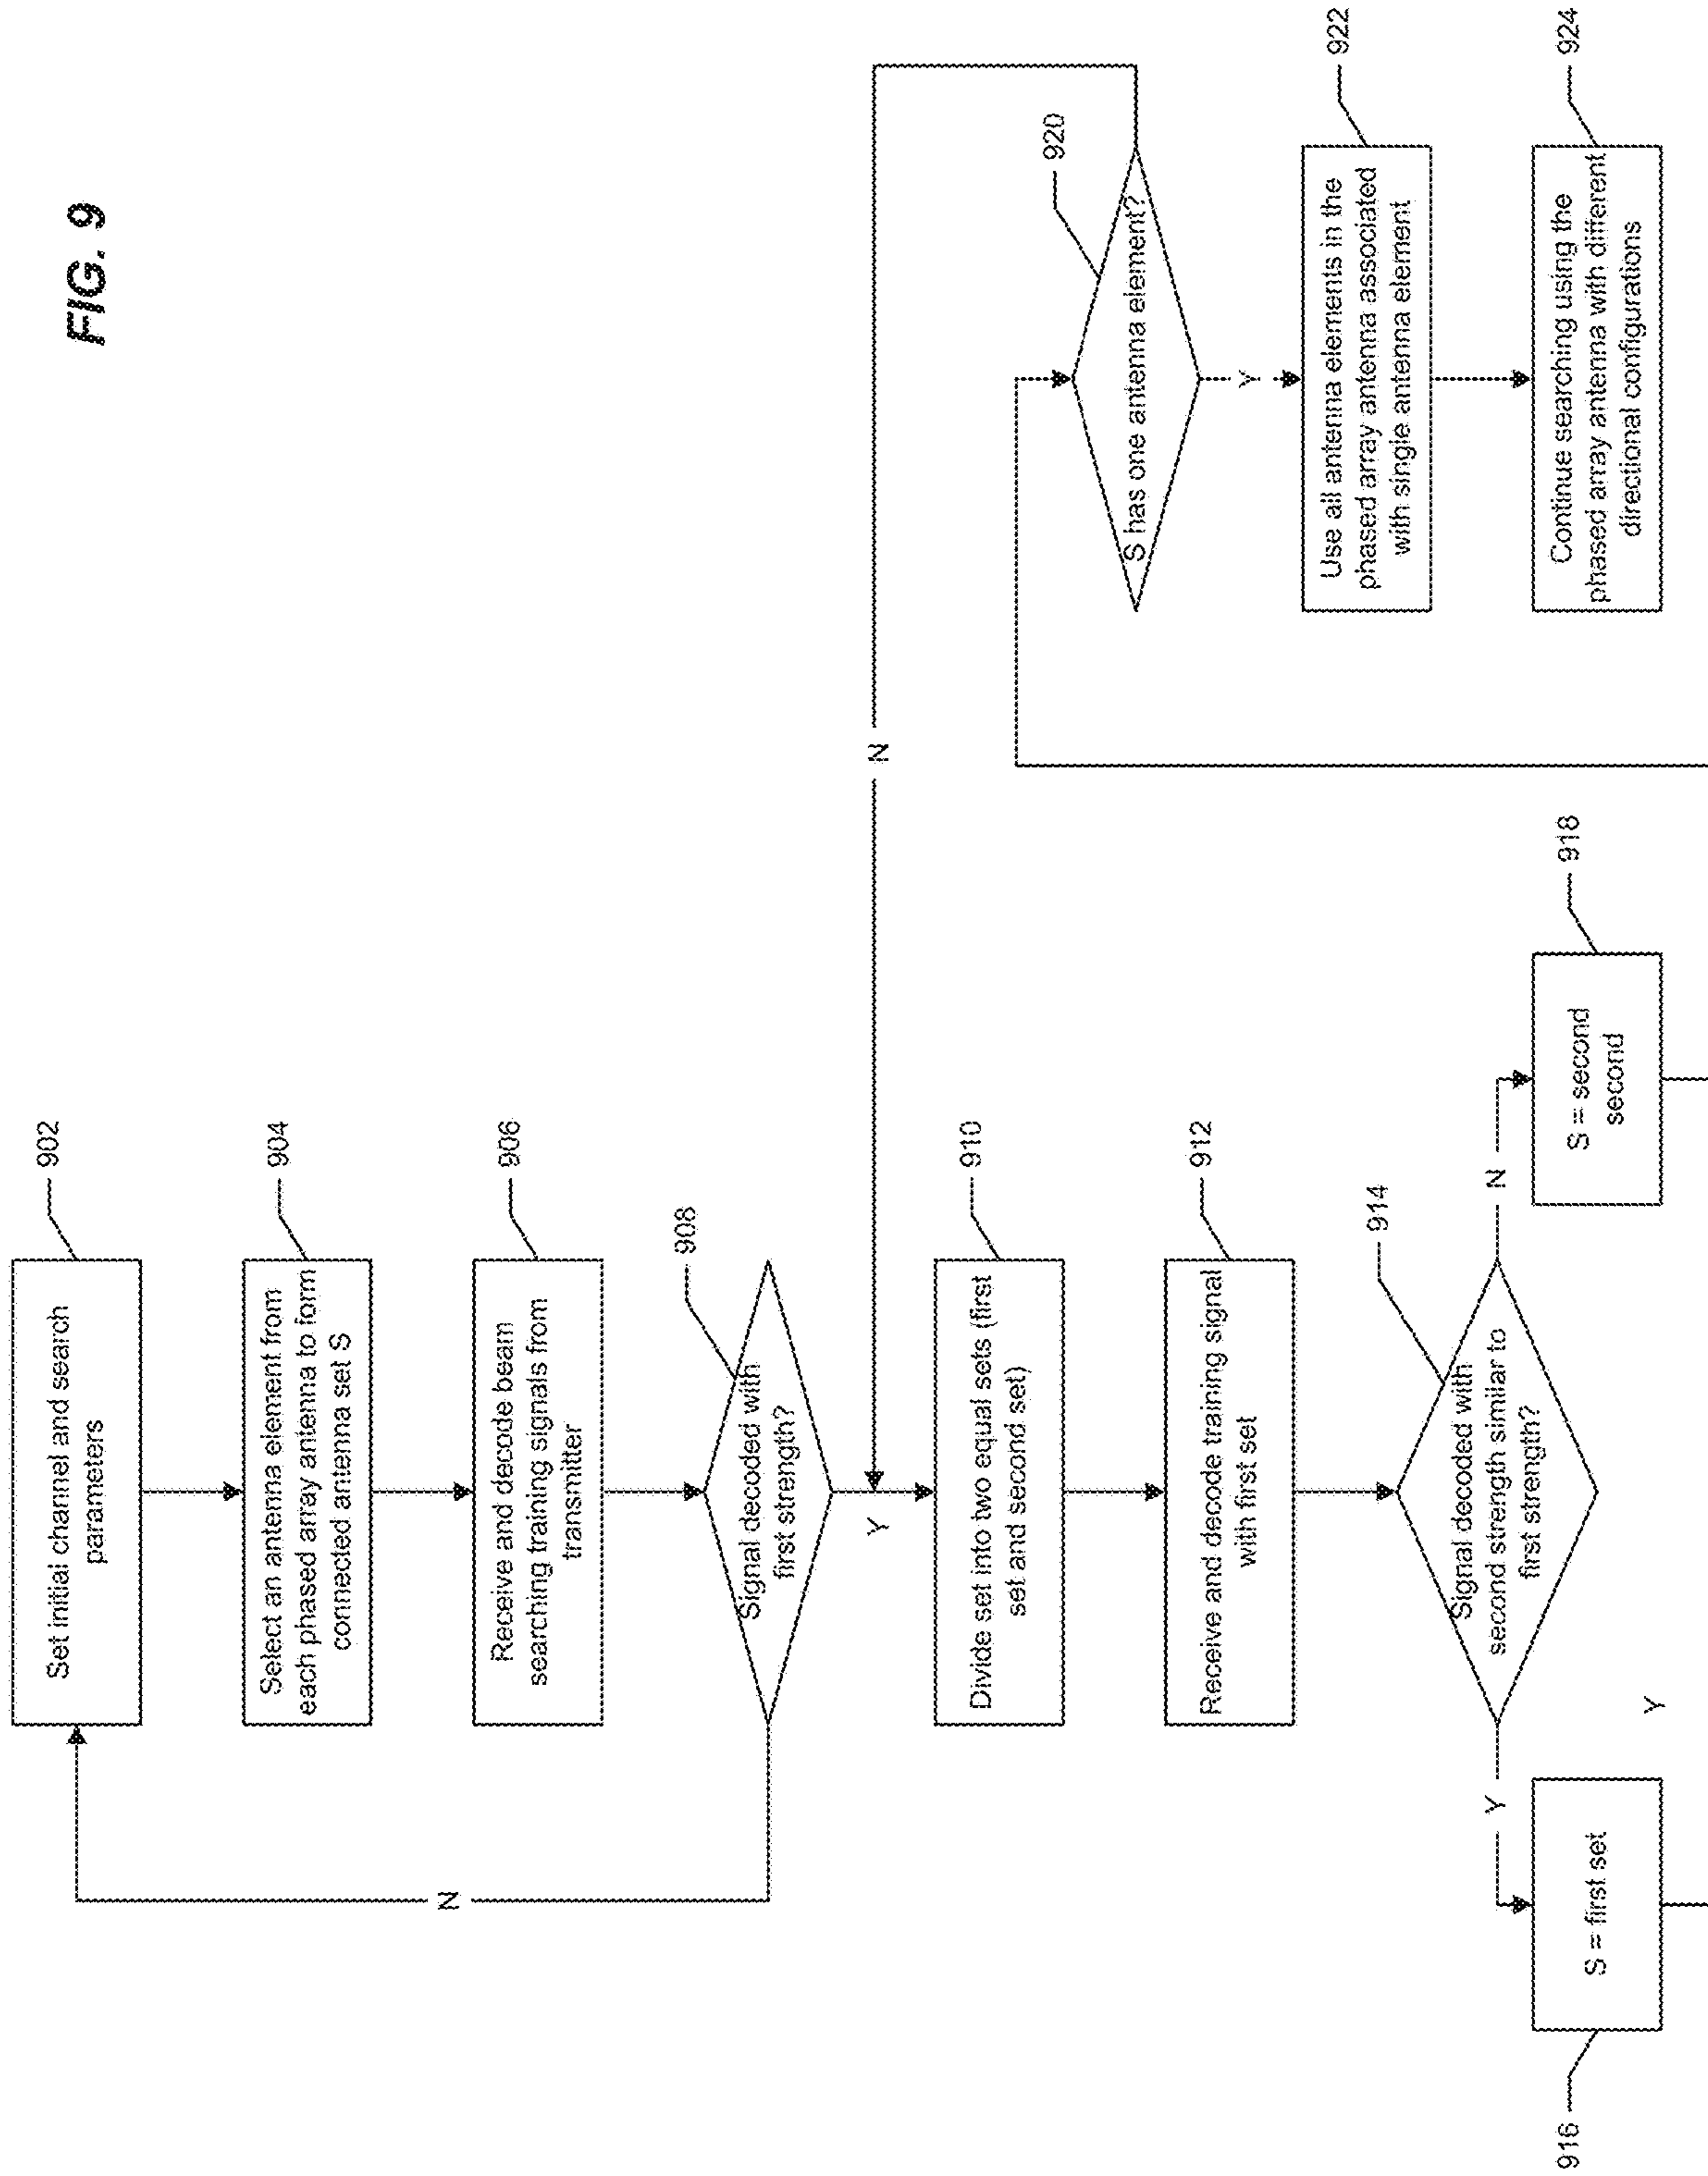 FIG. 9
Set initial channel and search
parameters
902
Select an antenna element from
each phased array antenna to form
connected antenna set S
904
Receive and decode beam
searching training signals from
transmitter
906
Signal decoded with
first strength?
908
N
Y
Divide set into two equal sets (first
set and second set)
910
Receive and decode training signal
with first set
912
Signal decoded with
second strength similar to
first strength?
914
Y
N
S = first set
916
Y
S = second
second
918
N
S has one antenna element?
920
Y
Use all antenna elements in the
phased array antenna associated
with single antenna element
922
Continue searching using the
phased array antenna with different
directional configurations
924